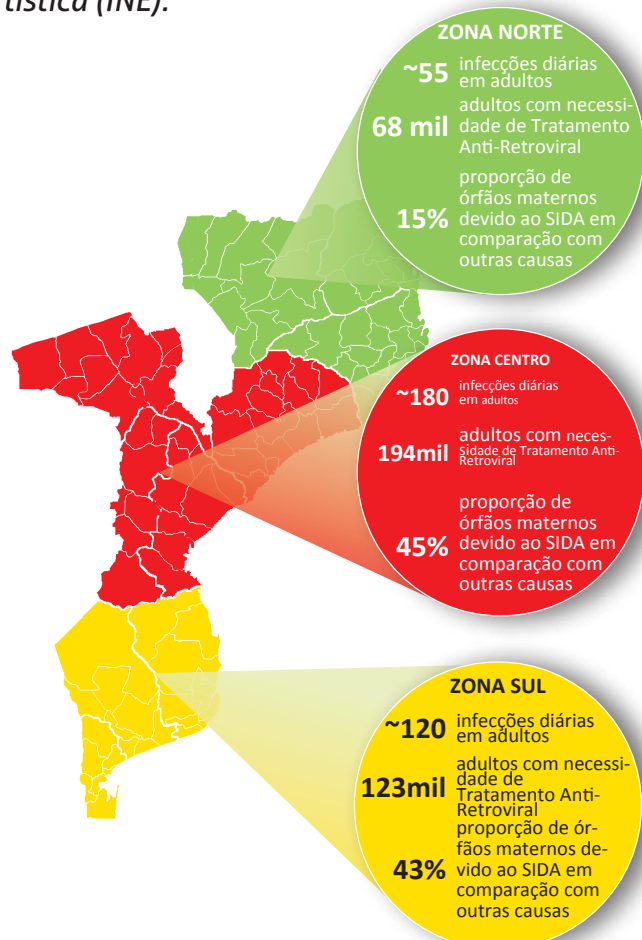 tística (INE).
ZONA NORTE
~55 infecções diárias
em adultos
68 mil adultos com necessi-
dade de Tratamento
Anti-Retroviral
proporção de
órfãos maternos
15% devido ao SIDA em
comparação com
outras causas
ZONA CENTRO
~180 infecções diárias
em adultos
194mil adultos com neces-
sidade de Tratamento Anti-
Retroviral
proporção de
órfãos maternos
45% devido ao SIDA em
comparação com
outras causas
ZONA SUL
~120 infecções diárias
em adultos
adultos com necessi-
123mil dade de
Tratamento Anti-
Retroviral
proporção de ór-
fãos maternos de-
43% vido ao SIDA em
comparação com
outras causas